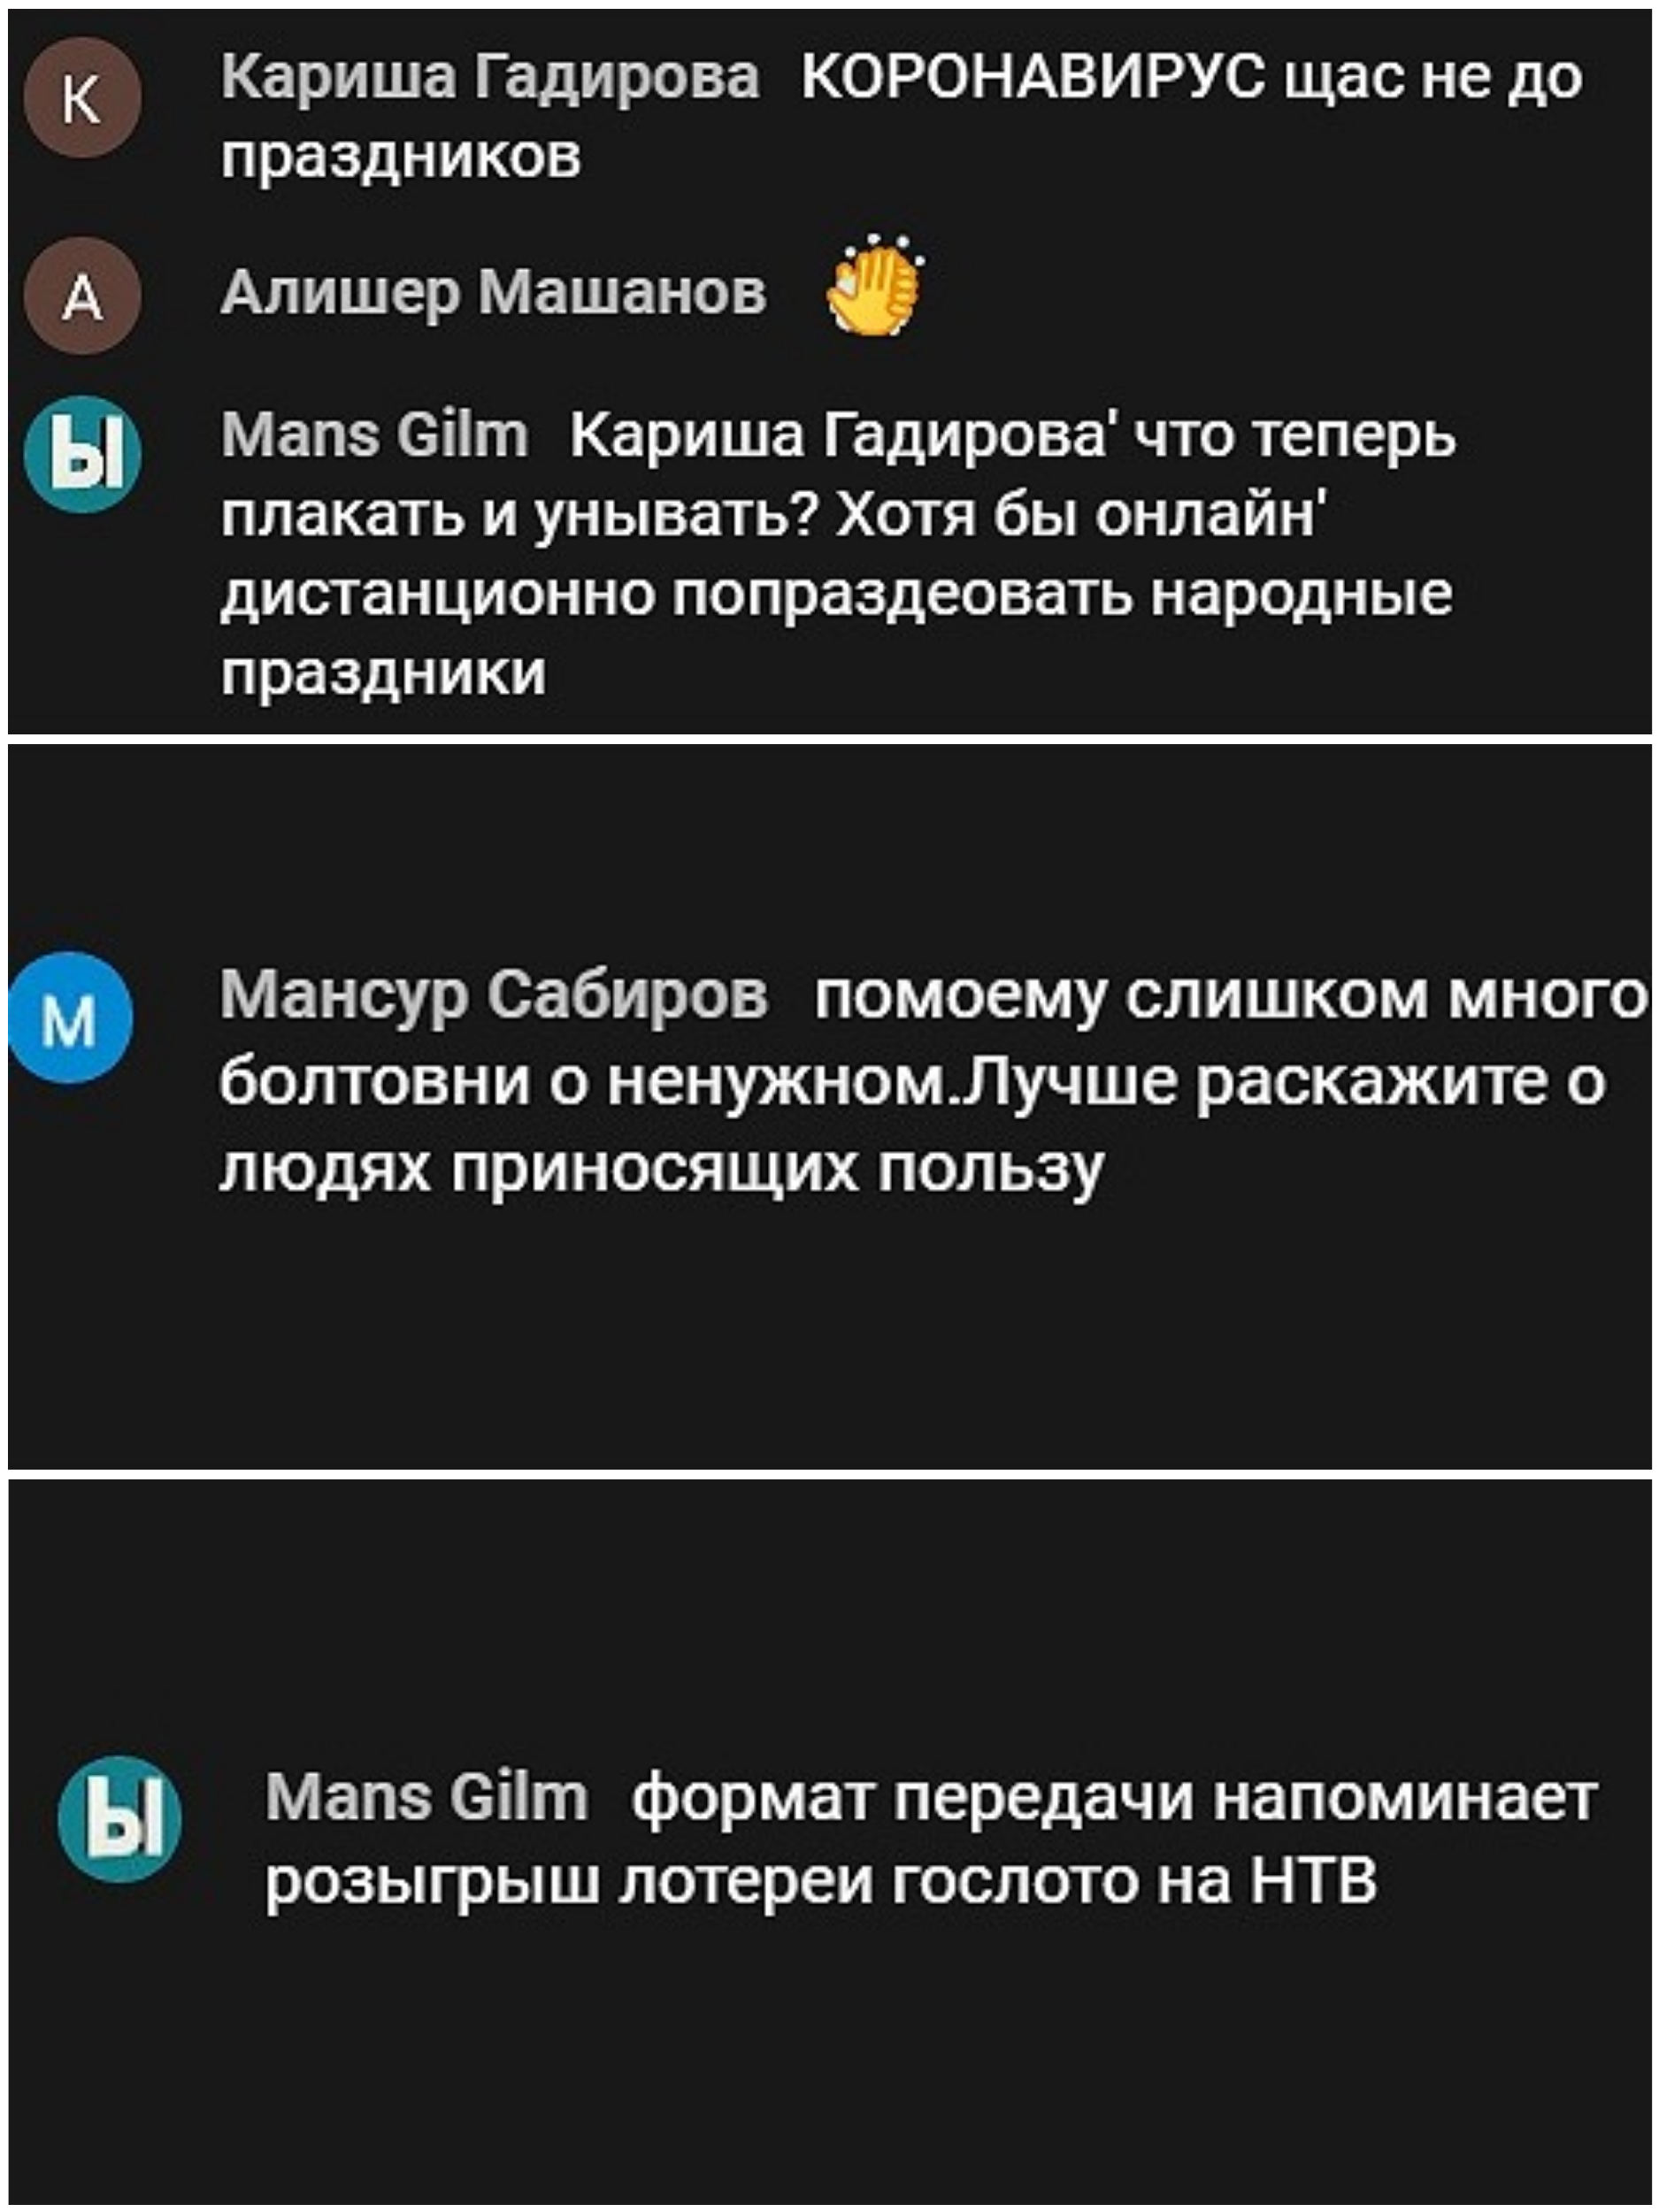 К
Кариша Гадирова КОРОНАВИРУС щас не до
праздников
А
Алишер Машанов 👏
Ы
Mans Gilm Кариша Гадирова' что теперь
плакать и унывать? Хотя бы онлайн'
дистанционно попраздеовать народные
праздники
М
Мансур Сабиров помоему слишком много
болтовни о ненужном.Лучше раскажите о
людях приносящих пользу
Ы
Mans Gilm формат передачи напоминает
розыгрыш лотереи гослото на НТВ